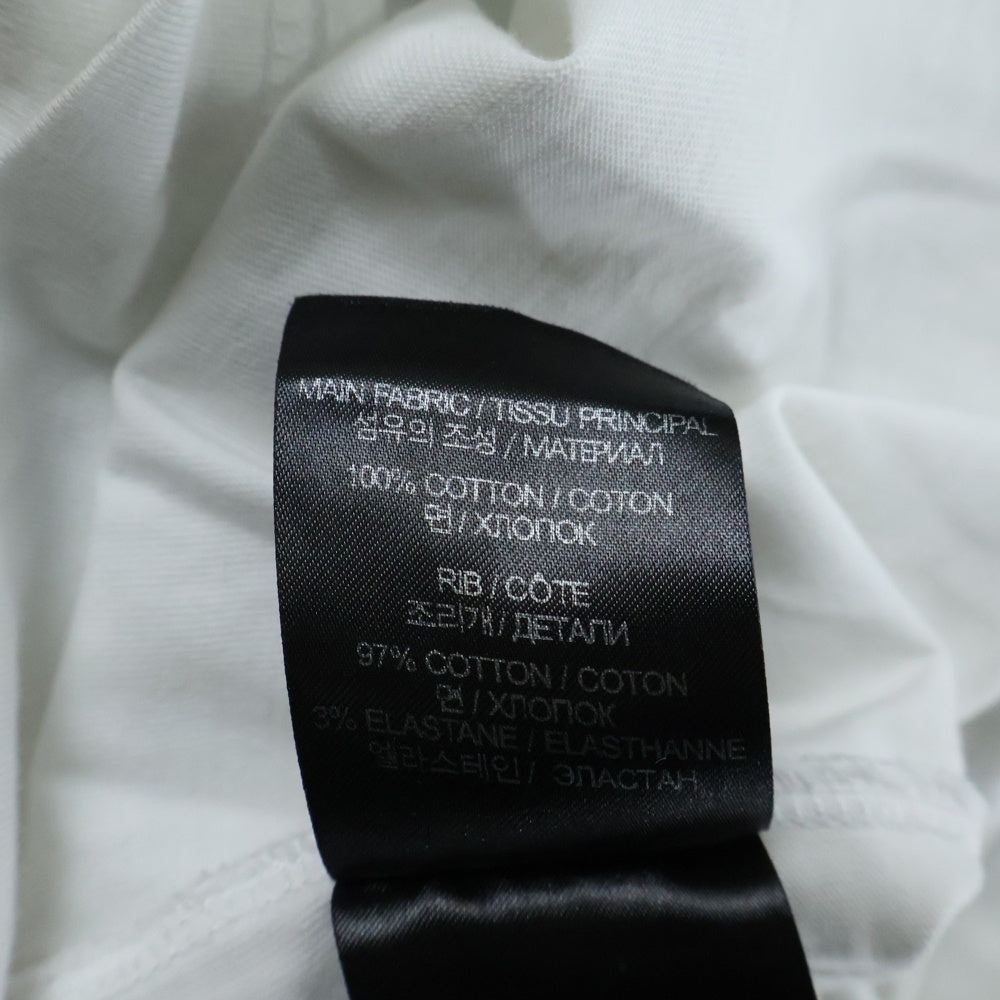 MAIN FABRIC / TISSU PRINCIPAL
섬우의 조성 / МАТЕРИАЛ
100% COTTON / COTON
면 / ХЛОПОК
RIB / CÔTE
조리개 / ДЕТАЛИ
97% COTTON / COTON
면 / ХЛОПОК
3% ELASTANE / ELASTHANNE
엘라스테인 / ЭЛАСТАН